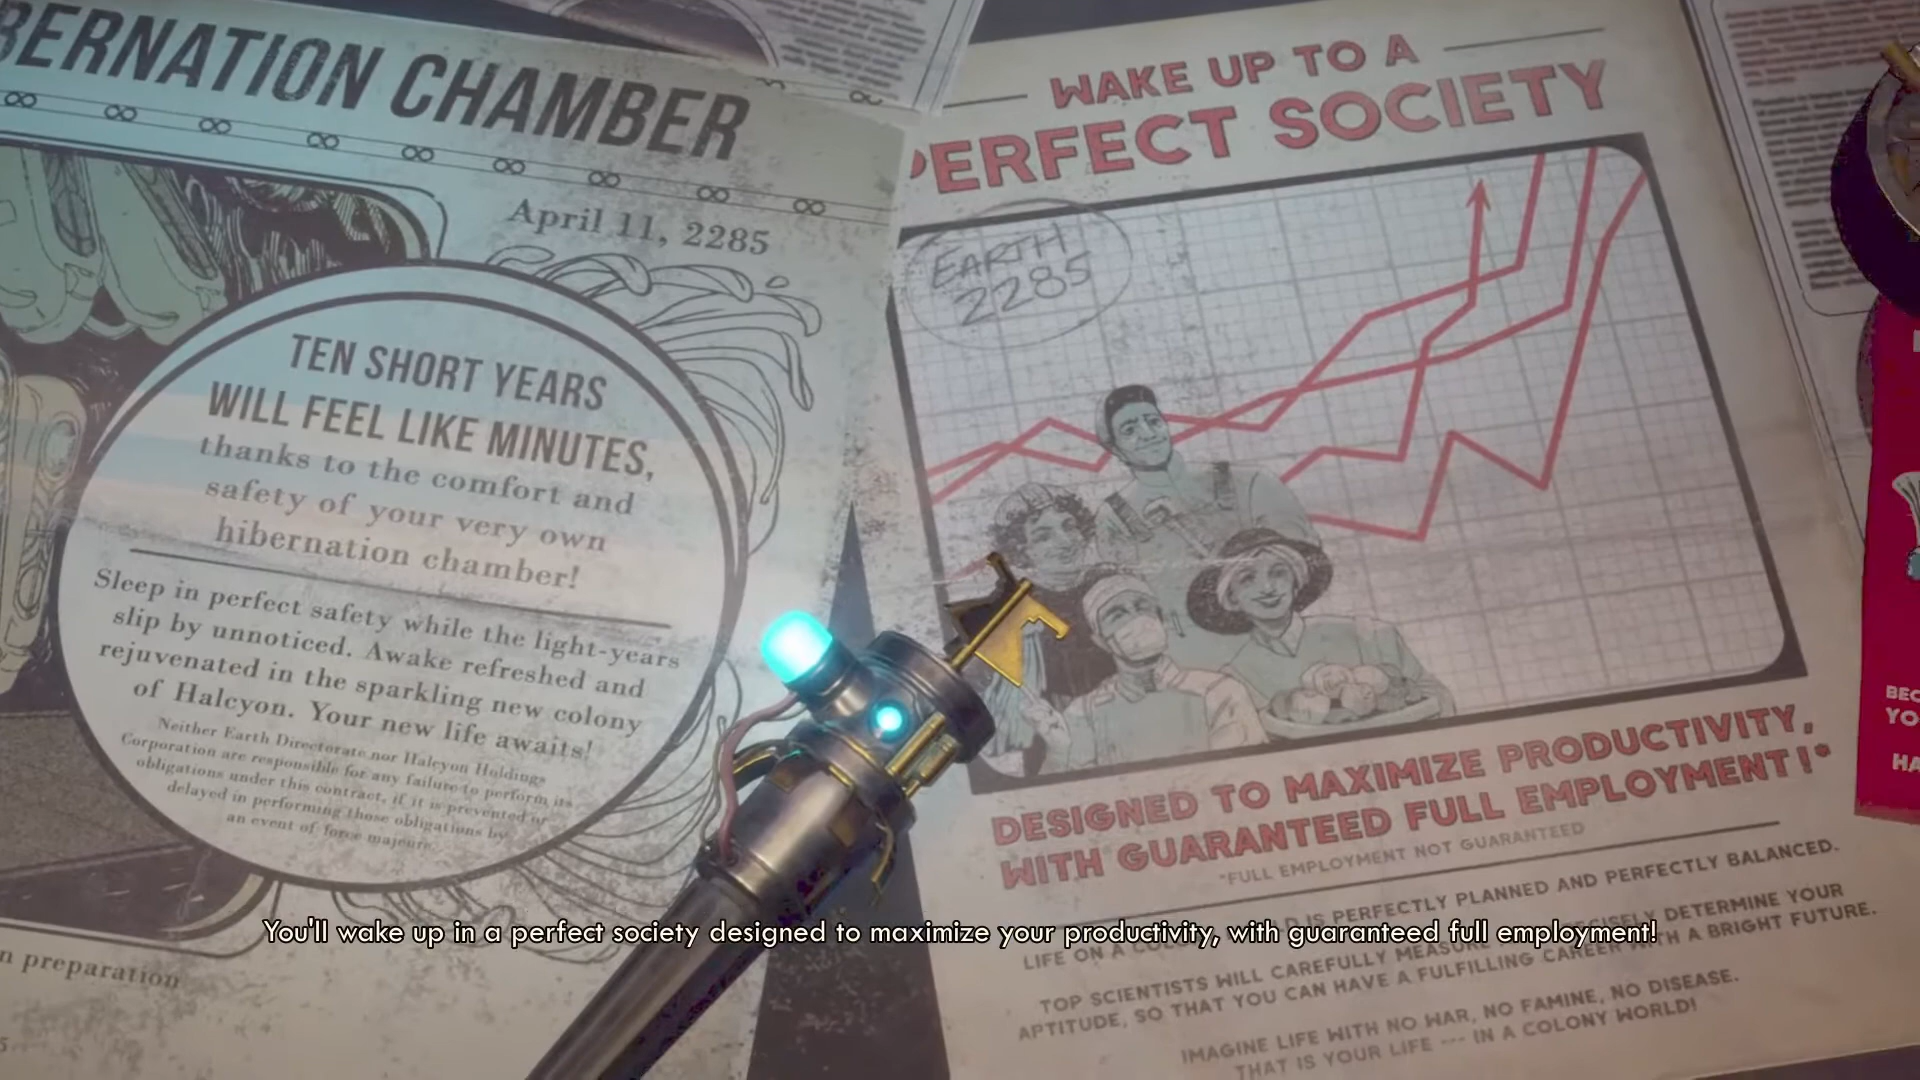 BERNATION CHAMBER
April 11, 2285
TEN SHORT YEARS
WILL FEEL LIKE MINUTES,
thanks to the comfort and
safety of your very own
hibernation chamber!
Sleep in perfect safety while the light-years
slip by unnoticed. Awake refreshed and
rejuvenated in the sparkling new colony
of Halcyon. Your new life awaits!
Neither Earth Directorate nor Halcyon Holdings
Corporation are responsible for any failure to perform its
obligations under this contract, if it is prevented or
delayed in performing those obligations by
an event of force majeure.
n preparation
WAKE UP TO A
PERFECT SOCIETY
EARTH
2285
DESIGNED TO MAXIMIZE PRODUCTIVITY,
WITH GUARANTEED FULL EMPLOYMENT!*
*FULL EMPLOYMENT NOT GUARANTEED
LIFE ON A IS PERFECTLY PLANNED AND PERFECTLY BALANCED.
TOP SCIENTISTS WILL CAREFULLY MEASURE DETERMINE YOUR
APTITUDE, SO THAT YOU CAN HAVE A FULFILLING CAREER WITH A BRIGHT FUTURE.
IMAGINE LIFE WITH NO WAR, NO FAMINE, NO DISEASE.
THAT IS YOUR LIFE --- IN A COLONY WORLD!
BEC
YO
HA
You'll wake up in a perfect society designed to maximize your productivity, with guaranteed full employment!